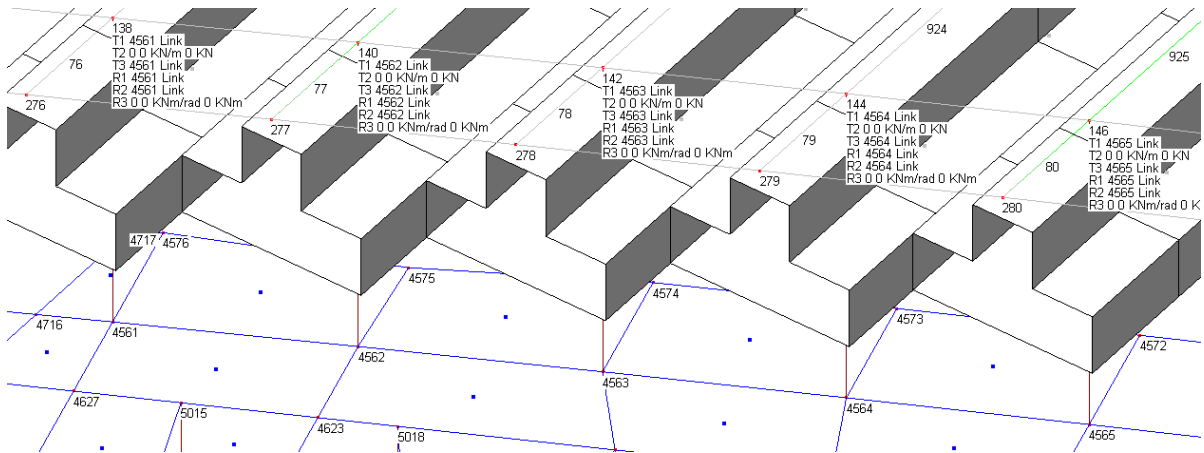 138
T1 4561 Link
T2 0 0 KN/m 0 KN
T3 4561 Link
R1 4561 Link
R2 4561 Link
R3 0 0 KNm/rad 0 KNm
76
276
140
T1 4562 Link
T2 0 0 KN/m 0 KN
T3 4562 Link
R1 4562 Link
R2 4562 Link
R3 0 0 KNm/rad 0 KNm
77
277
142
T1 4563 Link
T2 0 0 KN/m 0 KN
T3 4563 Link
R1 4563 Link
R2 4563 Link
R3 0 0 KNm/rad 0 KNm
78
278
924
144
T1 4564 Link
T2 0 0 KN/m 0 KN
T3 4564 Link
R1 4564 Link
R2 4564 Link
R3 0 0 KNm/rad 0 KNm
79
279
925
146
T1 4565 Link
T2 0 0 KN/m 0 KN
T3 4565 Link
R1 4565 Link
R2 4565 Link
R3 0 0 KNm/rad 0 KNm
80
280
4717
4576
4575
4574
4573
4572
4716
4561
4562
4563
4564
4565
4627
5015
4623
5018